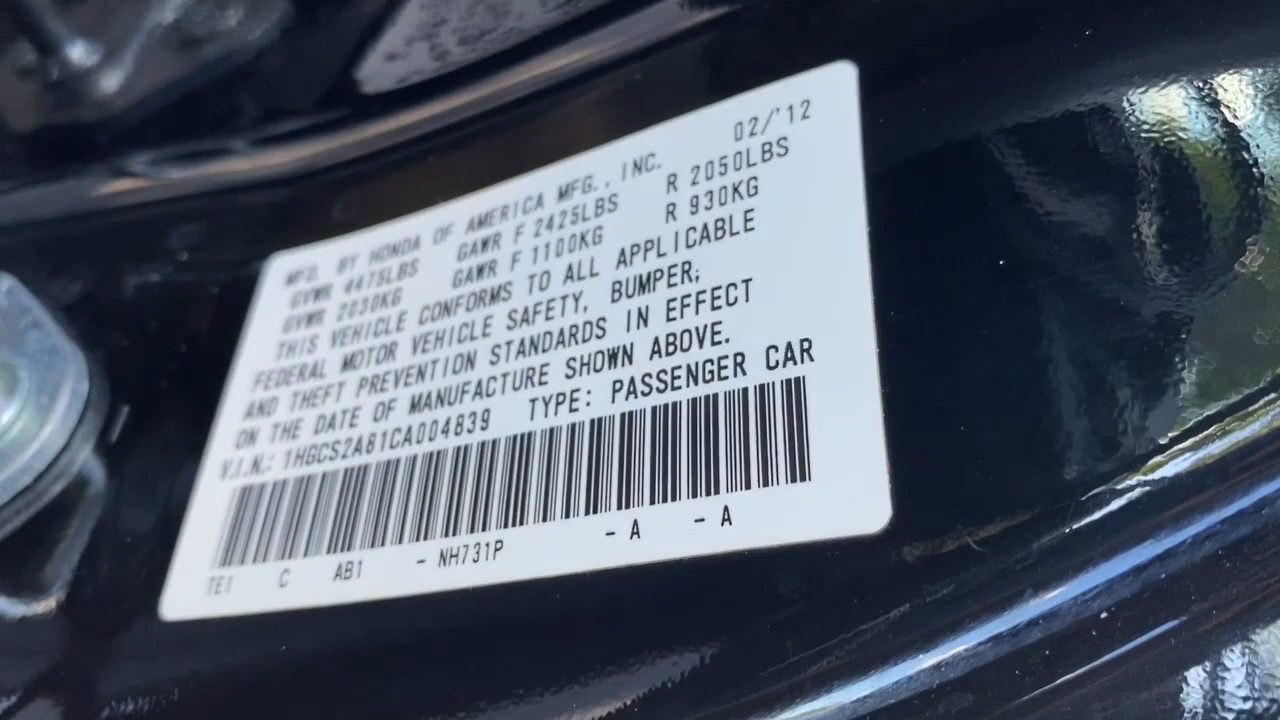 02/'12
MFD. BY HONDA OF AMERICA MFG., INC.
GVWR 4475LBS GAWR F 2425LBS R 2050LBS
GVWR 2030KG GAWR F 1100KG R 930KG
THIS VEHICLE CONFORMS TO ALL APPLICABLE
FEDERAL MOTOR VEHICLE SAFETY, BUMPER,
AND THEFT PREVENTION STANDARDS IN EFFECT
ON THE DATE OF MANUFACTURE SHOWN ABOVE.
V.I.N.: 1HGCS2A81CA004839 TYPE: PASSENGER CAR
TE1 C AB1 - NH731P - A - A